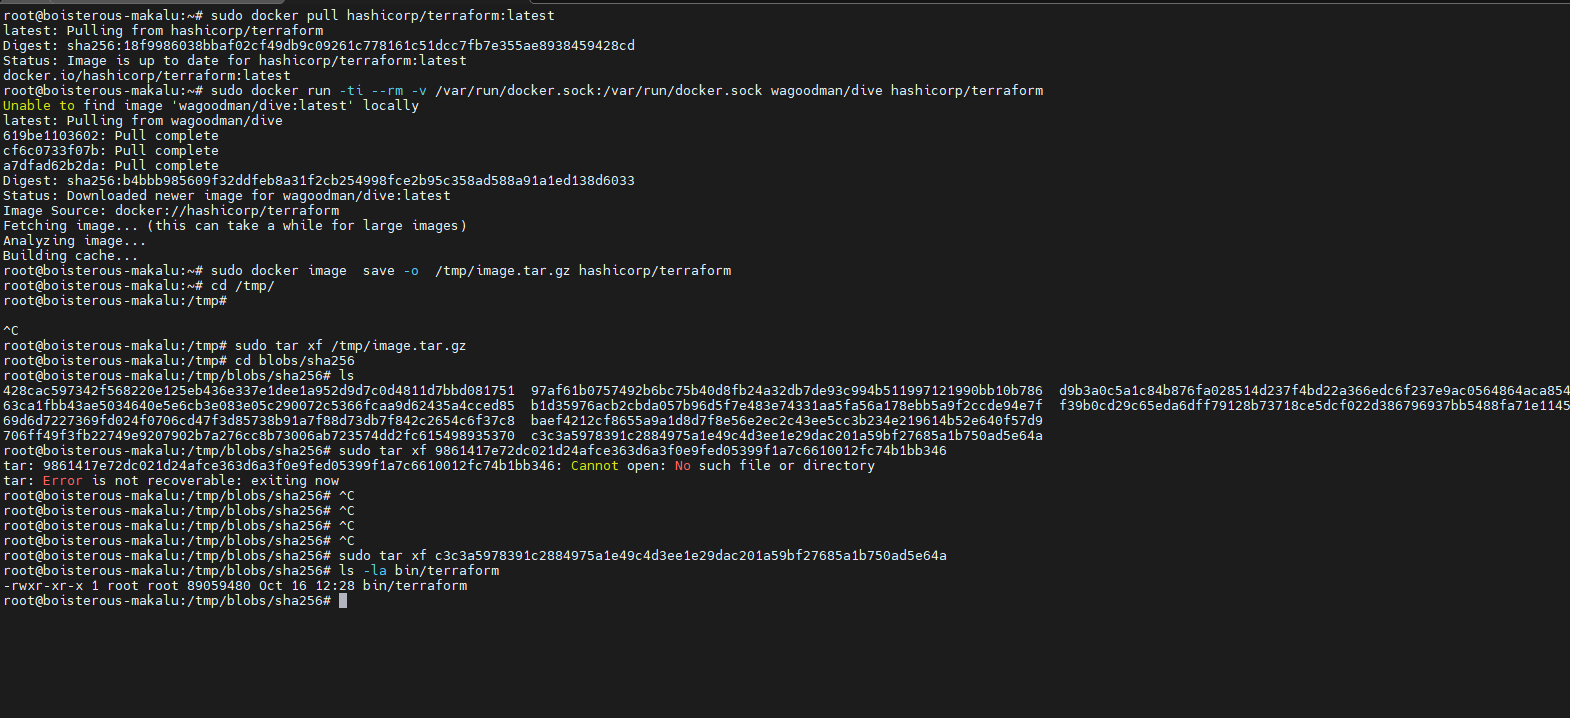 root@boisterous-makalu:~# sudo docker pull hashicorp/terraform:latest
latest: Pulling from hashicorp/terraform
Digest: sha256:18f9986038bbaf02cf49db9c09261c778161c51dcc7fb7e355ae8938459428cd
Status: Image is up to date for hashicorp/terraform:latest
docker.io/hashicorp/terraform:latest
root@boisterous-makalu:~# sudo docker run -ti --rm -v /var/run/docker.sock:/var/run/docker.sock wagoodman/dive hashicorp/terraform
Unable to find image 'wagoodman/dive:latest' locally
latest: Pulling from wagoodman/dive
619be1103602: Pull complete
cf6c0733f07b: Pull complete
a7dfad62b2da: Pull complete
Digest: sha256:b4bbb985609f32ddfeb8a31f2cb254998fce2b95c358ad588a91a1ed138d6033
Status: Downloaded newer image for wagoodman/dive:latest
Image Source: docker://hashicorp/terraform
Fetching image... (this can take a while for large images)
Analyzing image...
Building cache...
root@boisterous-makalu:~# sudo docker image  save -o  /tmp/image.tar.gz hashicorp/terraform
root@boisterous-makalu:~# cd /tmp/
root@boisterous-makalu:/tmp#
^C
root@boisterous-makalu:/tmp# sudo tar xf /tmp/image.tar.gz
root@boisterous-makalu:/tmp# cd blobs/sha256
root@boisterous-makalu:/tmp/blobs/sha256# ls
428cac597342f568220e125eb436e337e1dee1a952d9d7c0d4811d7bbd081751  97af61b0757492b6bc75b40d8fb24a32db7de93c994b511997121990bb10b786  d9b3a0c5a1c84b876fa028514d237f4bd22a366edc6f237e9ac0564864aca854
63ca1fbb43ae5034640e5e6cb3e083e05c290072c5366fcaa9d62435a4cced85  b1d35976acb2cbda057b96d5f7e483e74331aa5fa56a178ebb5a9f2ccde94e7f  f39b0cd29c65eda6dff79128b73718ce5dcf022d386796937bb5488fa71e1145
69d6d7227369fd024f0706cd47f3d85738b91a7f88d73db7f842c2654c6f37c8  baef4212cf8655a9a1d8d7f8e56e2ec2c43ee5cc3b234e219614b52e640f57d9
706ff49f3fb22749e9207902b7a276cc8b73006ab723574dd2fc615498935370  c3c3a5978391c2884975a1e49c4d3ee1e29dac201a59bf27685a1b750ad5e64a
root@boisterous-makalu:/tmp/blobs/sha256# sudo tar xf 9861417e72dc021d24afce363d6a3f0e9fed05399f1a7c6610012fc74b1bb346
tar: 9861417e72dc021d24afce363d6a3f0e9fed05399f1a7c6610012fc74b1bb346: Cannot open: No such file or directory
tar: Error is not recoverable: exiting now
root@boisterous-makalu:/tmp/blobs/sha256# ^C
root@boisterous-makalu:/tmp/blobs/sha256# ^C
root@boisterous-makalu:/tmp/blobs/sha256# ^C
root@boisterous-makalu:/tmp/blobs/sha256# ^C
root@boisterous-makalu:/tmp/blobs/sha256# sudo tar xf c3c3a5978391c2884975a1e49c4d3ee1e29dac201a59bf27685a1b750ad5e64a
root@boisterous-makalu:/tmp/blobs/sha256# ls -la bin/terraform
-rwxr-xr-x 1 root root 89059480 Oct 16 12:28 bin/terraform
root@boisterous-makalu:/tmp/blobs/sha256#